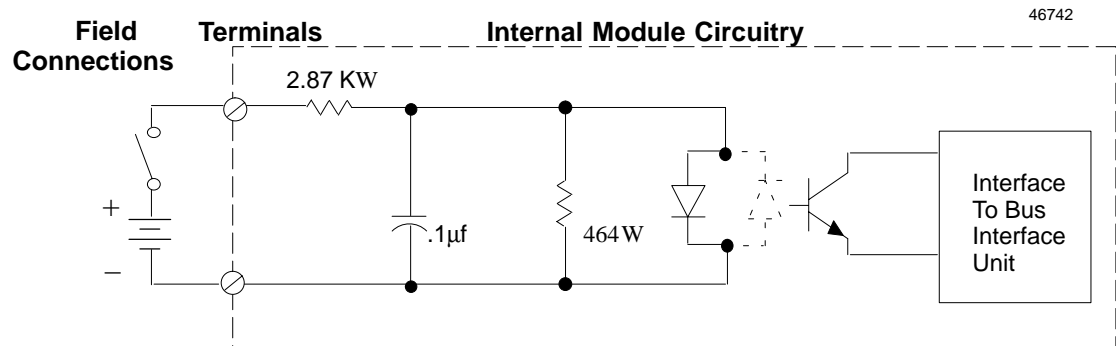 46742
Field
Connections
Terminals
Internal Module Circuitry
2.87 KW
+
−
.1µf
464W
Interface
To Bus
Interface
Unit